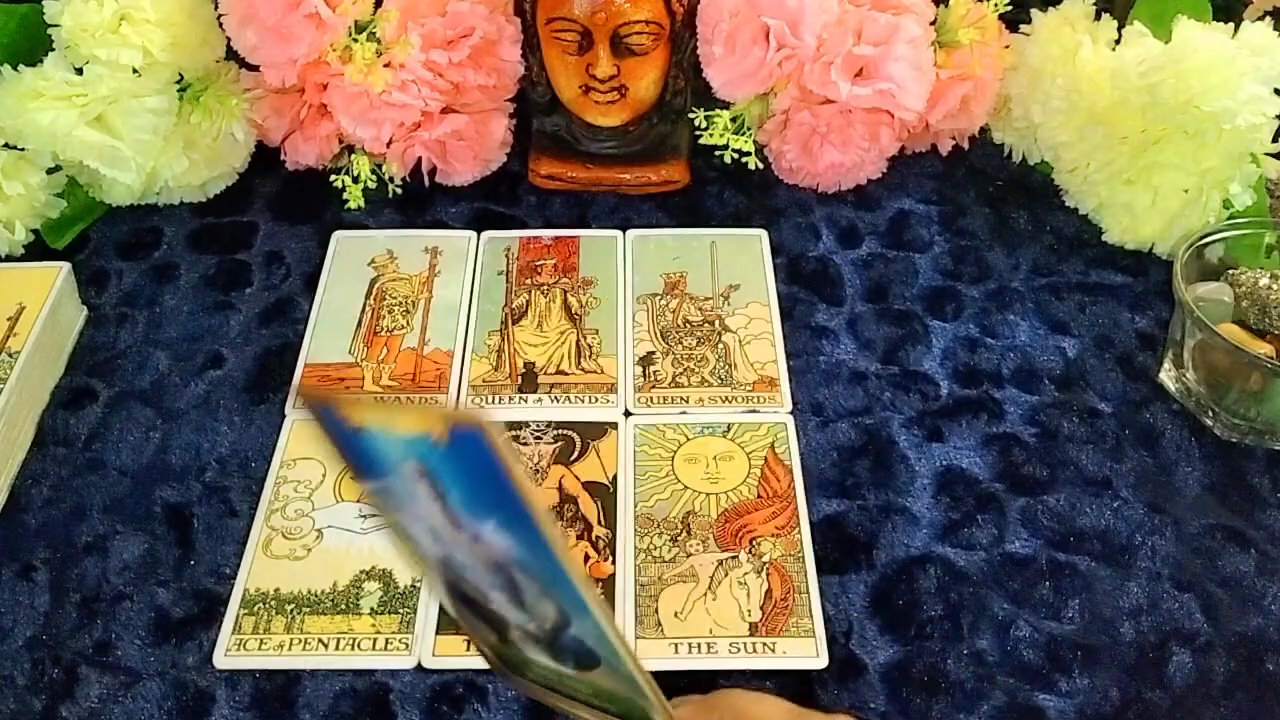 WANDS.
QUEEN of WANDS.
QUEEN of SWORDS.
ACE of PENTACLES.
THE SUN.